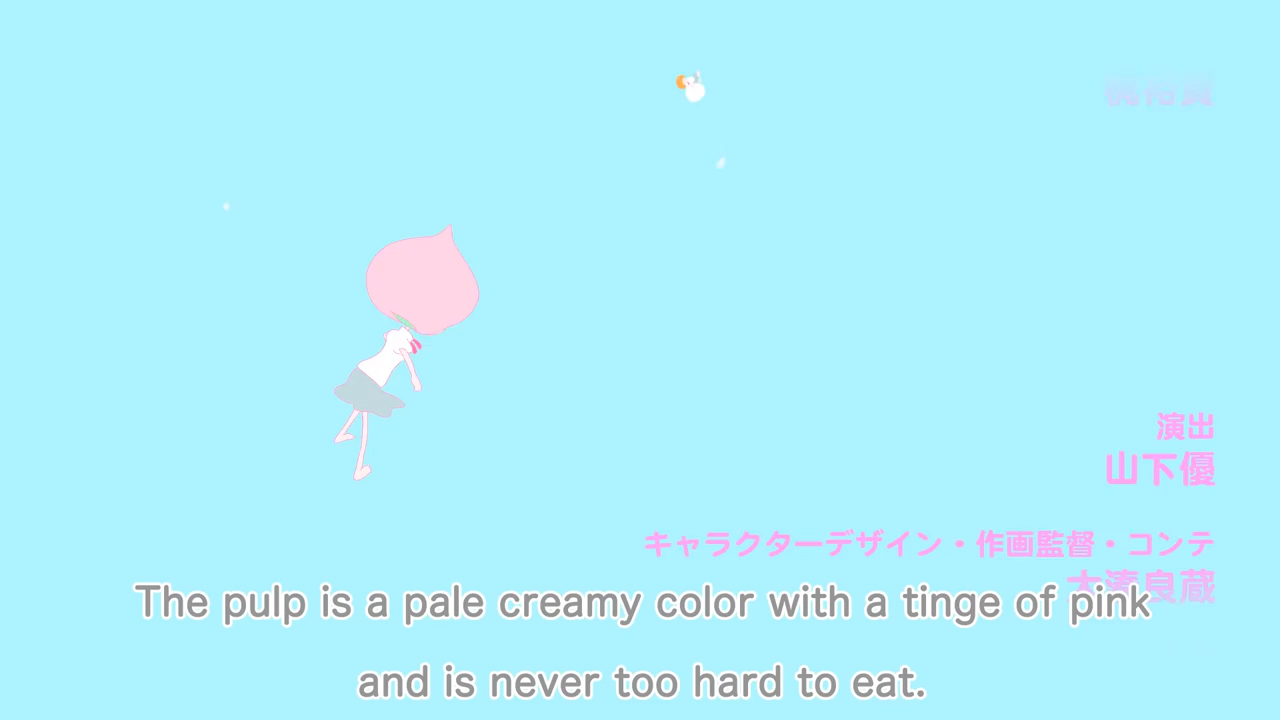 演出
山下優
キャラクターデザイン・作画監督・コンテ
良蔵
The pulp is a pale creamy color with a tinge of pink
and is never too hard to eat.